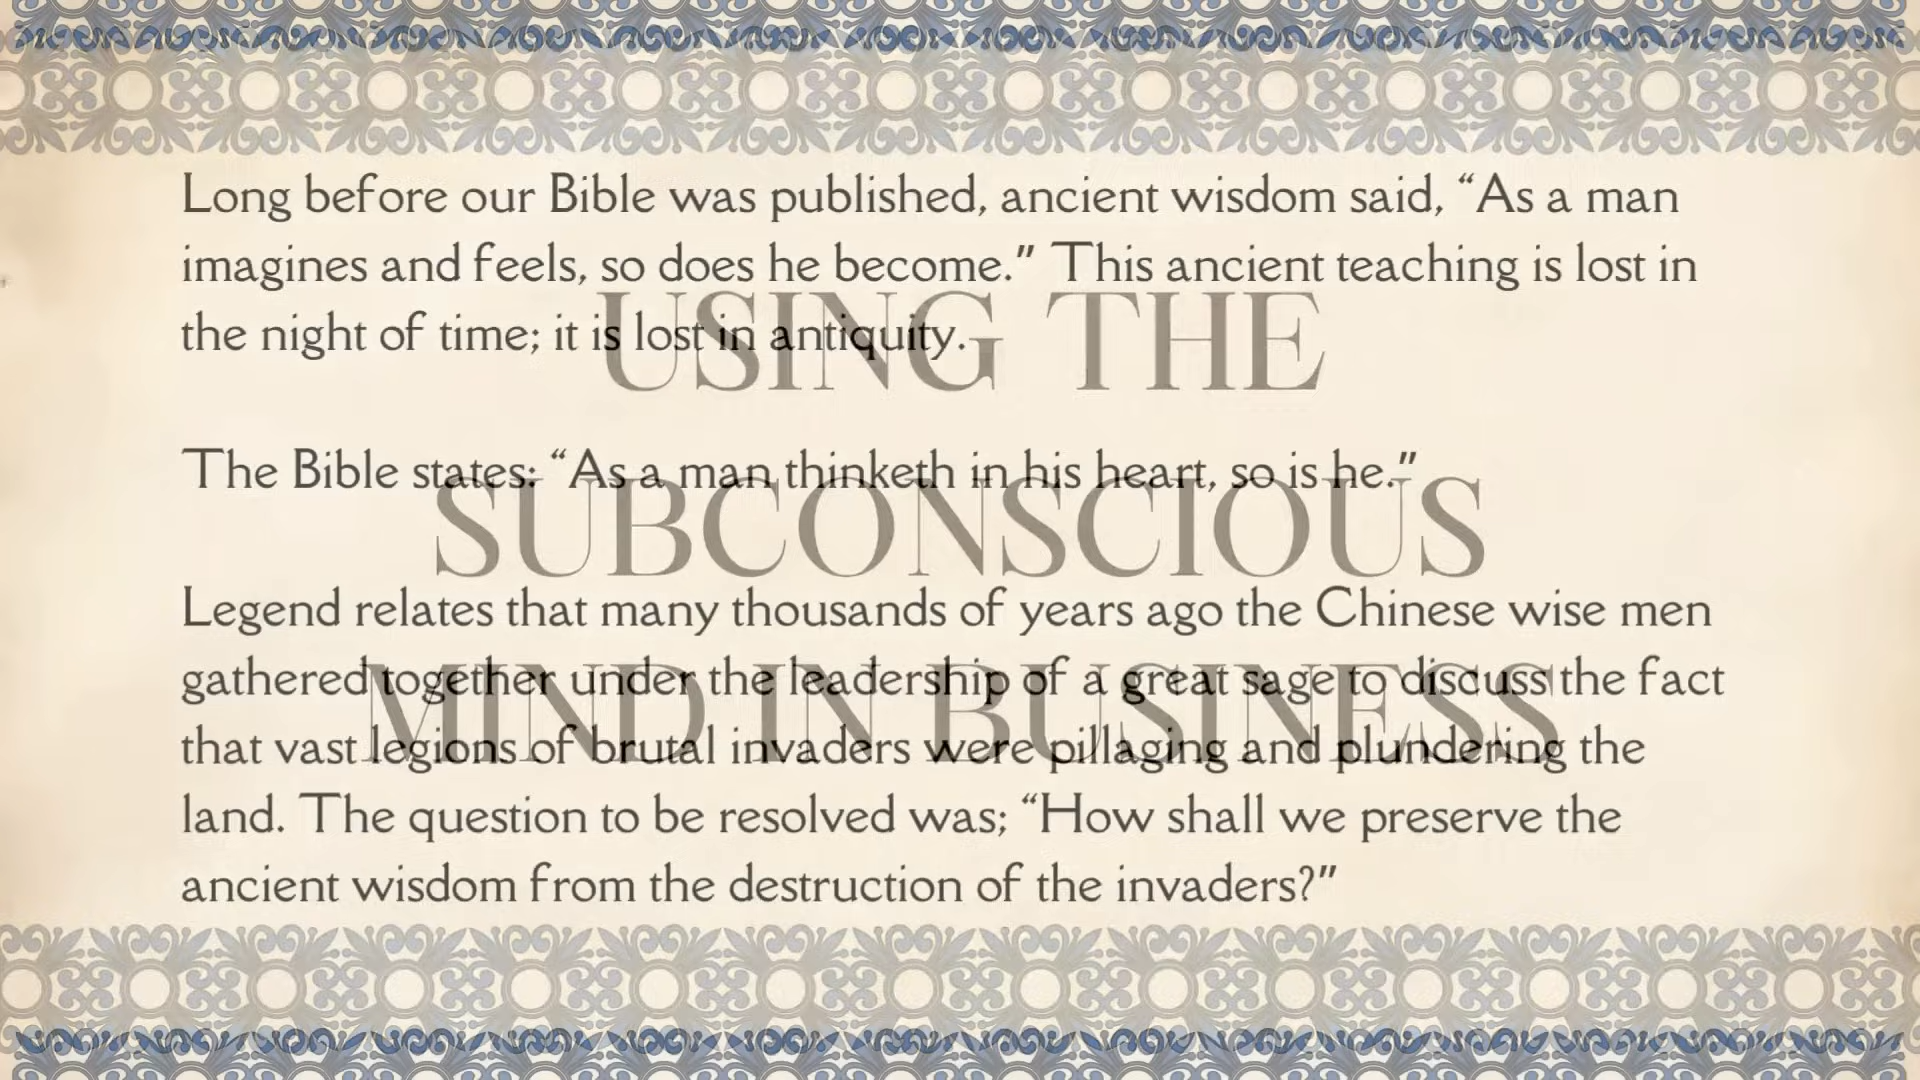 Long before our Bible was published, ancient wisdom said, “As a man
imagines and feels, so does he become.” This ancient teaching is lost in
the night of time; it is lost in antiquity.
The Bible states: “As a man thinketh in his heart, so is he.”
Legend relates that many thousands of years ago the Chinese wise men
gathered together under the leadership of a great sage to discuss the fact
that vast legions of brutal invaders were pillaging and plundering the
land. The question to be resolved was; “How shall we preserve the
ancient wisdom from the destruction of the invaders?”
USING THE
SUBCONSCIOUS
MIND IN BUSINESS